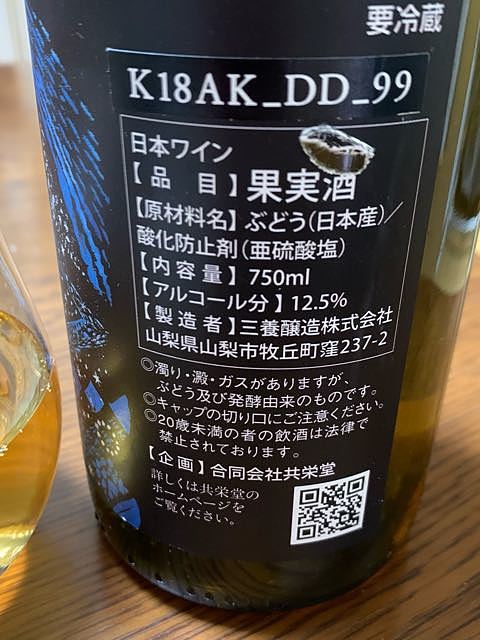 要冷蔵
K18AK_DD_99
日本ワイン
【品 目】果実酒
【原材料名】ぶどう(日本産)/
酸化防止剤(亜硫酸塩)
【内容量】750ml
【アルコール分】12.5%
【製造者】三養醸造株式会社
山梨県山梨市牧丘町窪237-2
◎濁り・澱・ガスがありますが、
ぶどう及び発酵由来のものです。
◎キャップの切り口にご注意ください。
◎20歳未満の者の飲酒は法律で
禁止されております。
【企画】合同会社共栄堂
詳しくは共栄堂の
ホームページを
ご覧ください。